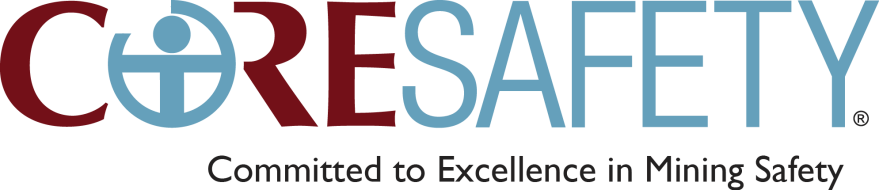 CORESAFETY®
Committed to Excellence in Mining Safety